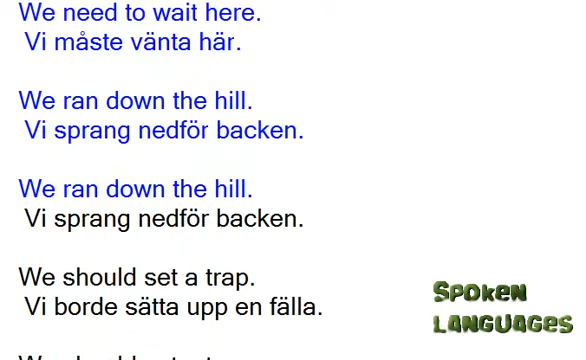 We need to wait here.
Vi måste vänta här.
We ran down the hill.
Vi sprang nedför backen.
We ran down the hill.
Vi sprang nedför backen.
We should set a trap.
Vi borde sätta upp en fälla.
Spoken
Languages